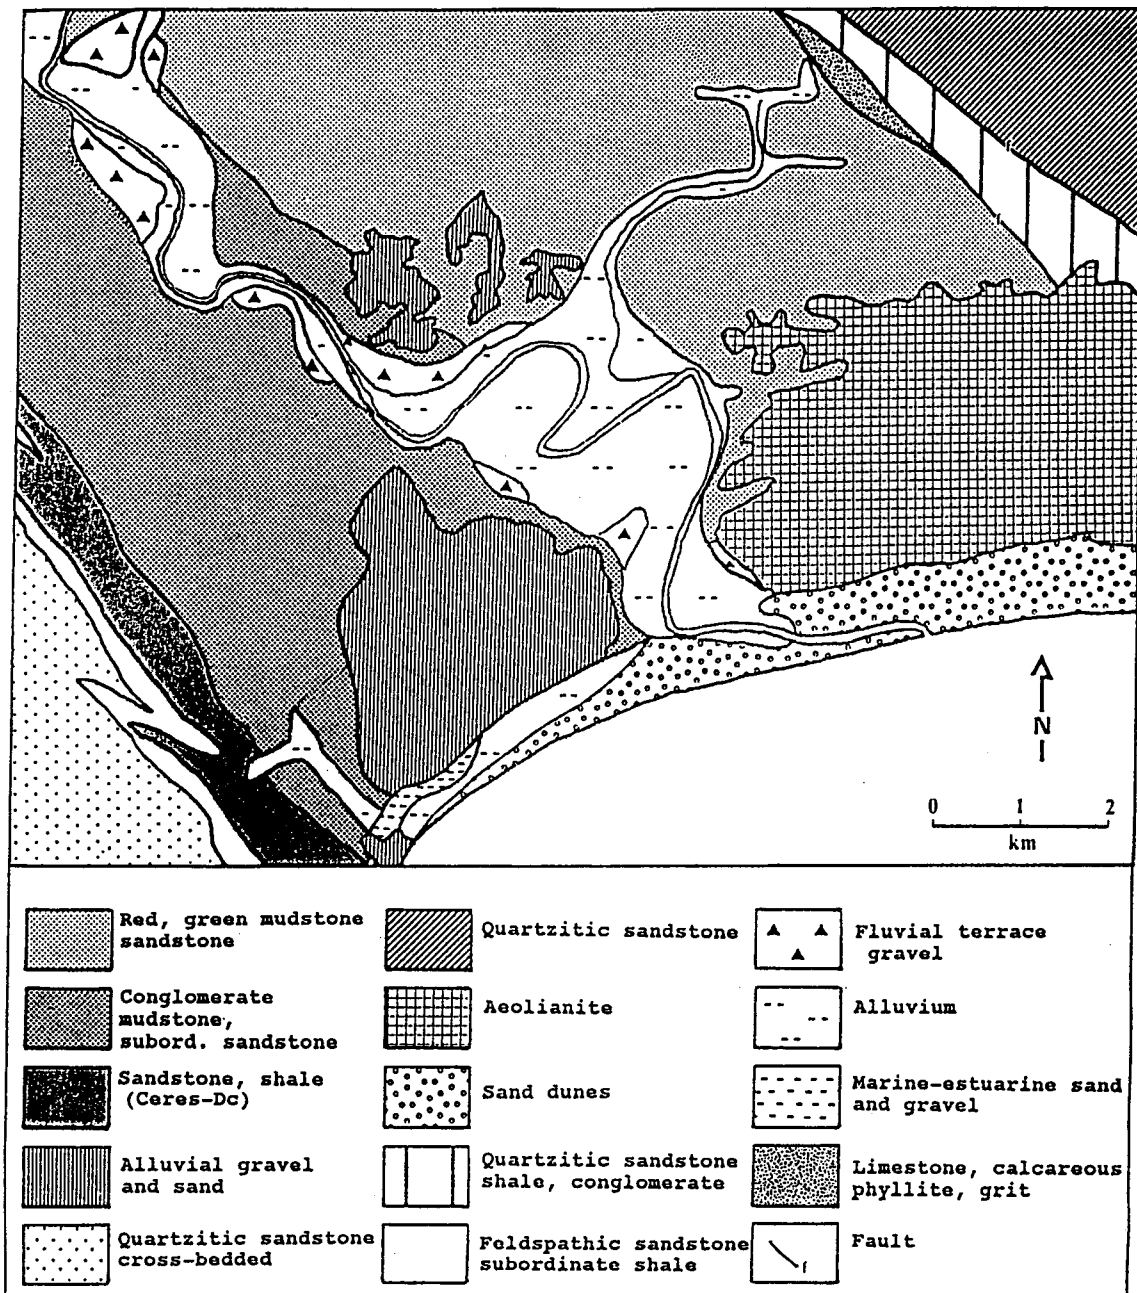 f
f
N
0 1 2
km
Red, green mudstone
sandstone
Quartzitic sandstone
Fluvial terrace
gravel
Conglomerate
mudstone,
subord. sandstone
Aeolianite
Alluvium
Sandstone, shale
(Ceres-Dc)
Sand dunes
Marine-estuarine sand
and gravel
Alluvial gravel
and sand
Quartzitic sandstone
shale, conglomerate
Limestone, calcareous
phyllite, grit
Quartzitic sandstone
cross-bedded
Feldspathic sandstone
subordinate shale
Fault
f